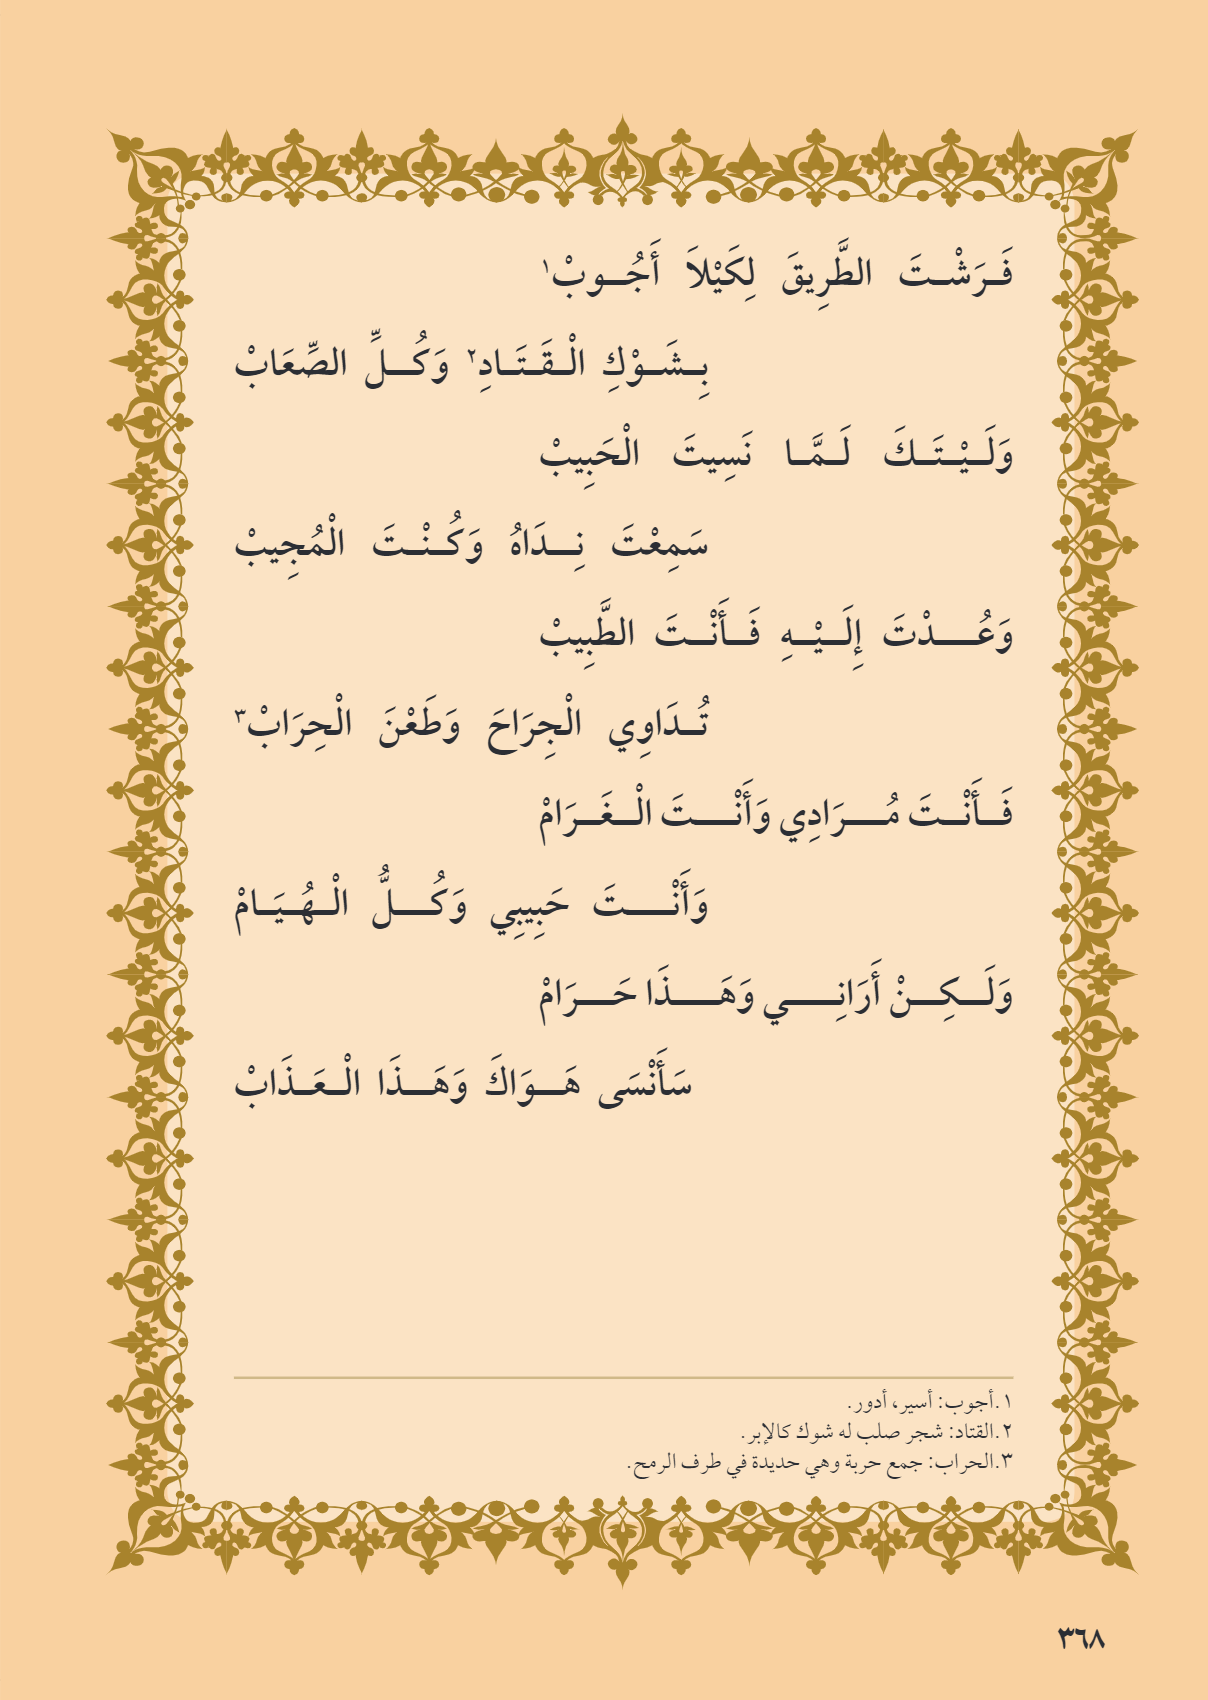 فَرَشْتَ الطَّرِيقَ لِكَيْلاَ أَجُوبْ١
بِشَوْكِ الْقَتَادِ٢ وَكُلِّ الصِّعَابْ
وَلَيْتَكَ لَمَّا نَسِيتَ الْحَبِيبْ
سَمِعْتَ نِدَاهُ وَكُنْتَ الْمُجِيبْ
وَعُدْتَ إِلَيْهِ فَأَنْتَ الطَّبِيبْ
تُدَاوِي الْجِرَاحَ وَطَعْنَ الْحِرَابْ٣
فَأَنْتَ مُرَادِي وَأَنْتَ الْغَرَامْ
وَأَنْتَ حَبِيبِي وَكُلُّ الْهُيَامْ
وَلَكِنْ أَرَانِي وَهَذَا حَرَامْ
سَأَنْسَى هَوَاكَ وَهَذَا الْعَذَابْ
١.أجوب: أسير، أدور.
٢.القتاد: شجر صلب له شوك كالإبر.
٣.الحراب: جمع حربة وهي حديدة في طرف الرمح.
٣٦٨